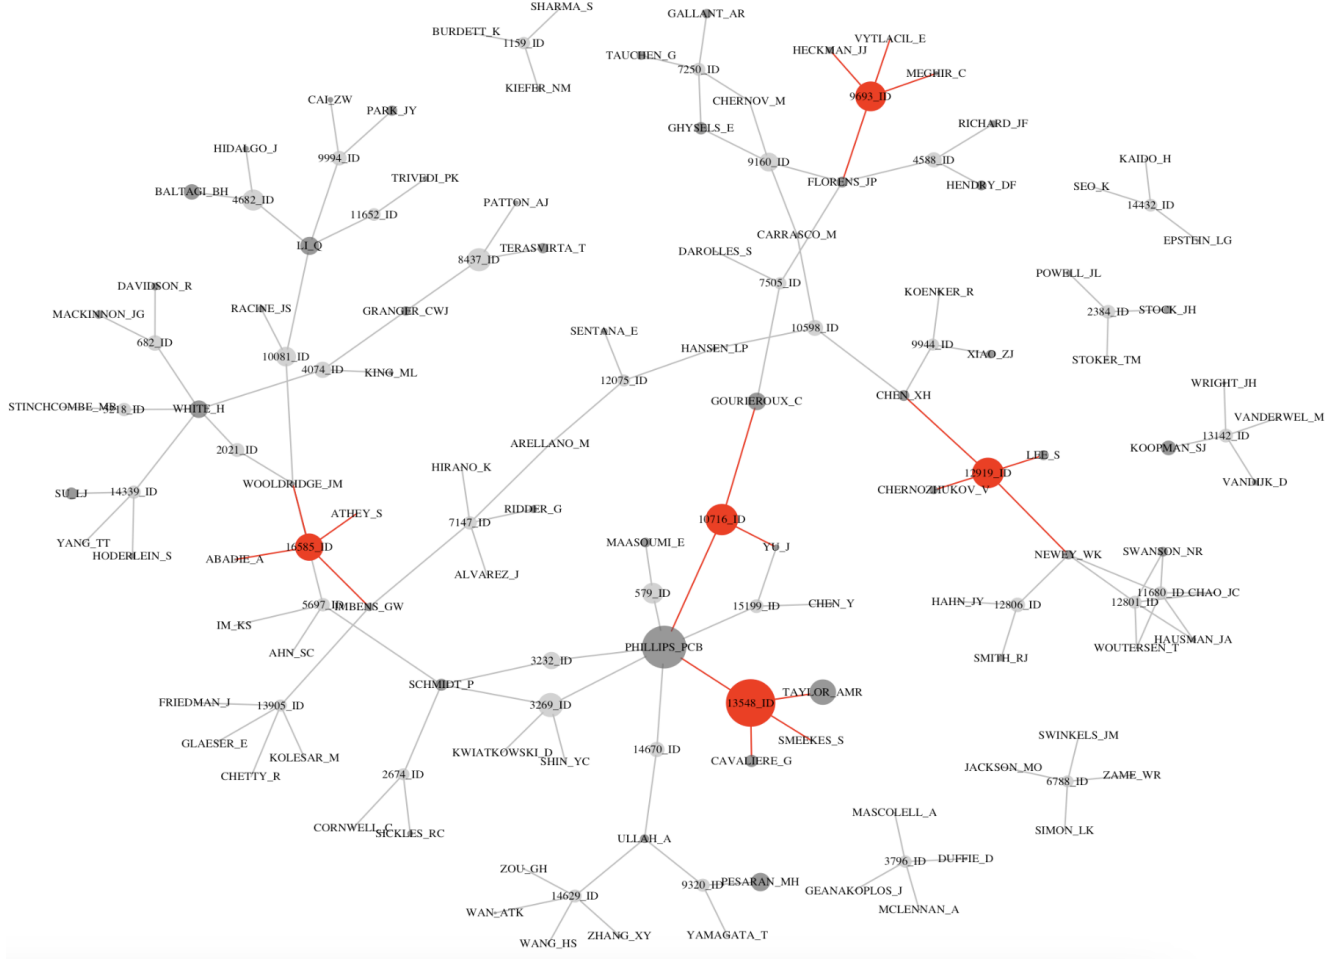 SHARMA_S
GALLANT_AR
BURDETT_K
1159_ID
VYTLACIL_E
HECKMAN_JJ
TAUCHEN_G
7250_ID
MEGHIR_C
KIEFER_NM
9693_ID
CAI_ZW
CHERNOV_M
PARK_JY
GHYSELS_E
RICHARD_JF
HIDALGO_J
9994_ID
9160_ID
4588_ID
KAIDO_H
TRIVEDI_PK
FLORENS_JP
HENDRY_DF
SEO_K
BALTAGI_BH
4682_ID
PATTON_AJ
14432_ID
11652_ID
CARRASCO_M
EPSTEIN_LG
LI_Q
TERASVIRTA_T
DAROLLES_S
8437_ID
POWELL_JL
7505_ID
DAVIDSON_R
KOENKER_R
MACKINNON_JG
RACINE_JS
GRANGER_CWJ
2384_ID
STOCK_JH
SENTANA_E
10598_ID
682_ID
HANSEN_LP
9944_ID
XIAO_ZJ
10081_ID
STOKER_TM
4074_ID
KING_ML
12075_ID
WRIGHT_JH
GOURIEROUX_C
CHEN_XH
STINCHCOMBE_MB
5218_ID
WHITE_H
VANDERWEL_M
13142_ID
2021_ID
ARELLANO_M
KOOPMAN_SJ
LEE_S
HIRANO_K
12919_ID
WOOLDRIDGE_JM
CHERNOZHUKOV_V
VANDIJK_D
SU_LJ
14339_ID
ATHEY_S
RIDDER_G
7147_ID
10716_ID
YANG_TT
16585_ID
MAASOUMI_E
YU_J
HODERLEIN_S
ABADIE_A
NEWEY_WK
SWANSON_NR
ALVAREZ_J
579_ID
11680_ID
CHAO_JC
5697_ID
IMBENS_GW
15199_ID
CHEN_Y
HAHN_JY
12806_ID
12801_ID
IM_KS
HAUSMAN_JA
PHILLIPS_PCB
WOUTERSEN_T
AHN_SC
3232_ID
SMITH_RJ
SCHMIDT_P
TAYLOR_AMR
FRIEDMAN_J
13905_ID
3269_ID
13548_ID
GLAESER_E
SMEEKES_S
SWINKELS_JM
KOLESAR_M
KWIATKOWSKI_D
14670_ID
SHIN_YC
CAVALIERE_G
CHETTY_R
2674_ID
JACKSON_MO
ZAME_WR
6788_ID
MASCOLELL_A
CORNWELL_C
SICKLES_RC
SIMON_LK
ULLAH_A
ZOU_GH
3796_ID
DUFFIE_D
9320_ID
PESARAN_MH
GEANAKOPLOS_J
14629_ID
WAN_ATK
MCLENNAN_A
ZHANG_XY
YAMAGATA_T
WANG_HS